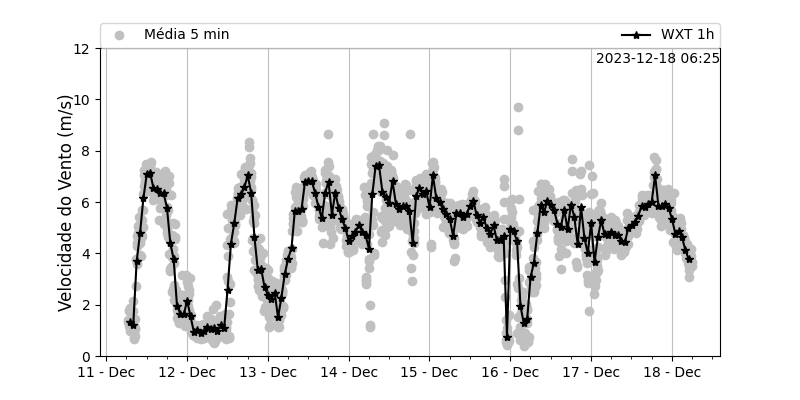 Média 5 min WXT 1h
2023-12-18 06:25
Velocidade do Vento (m/s)
12
10
8
6
4
2
0
11 - Dec 12 - Dec 13 - Dec 14 - Dec 15 - Dec 16 - Dec 17 - Dec 18 - Dec